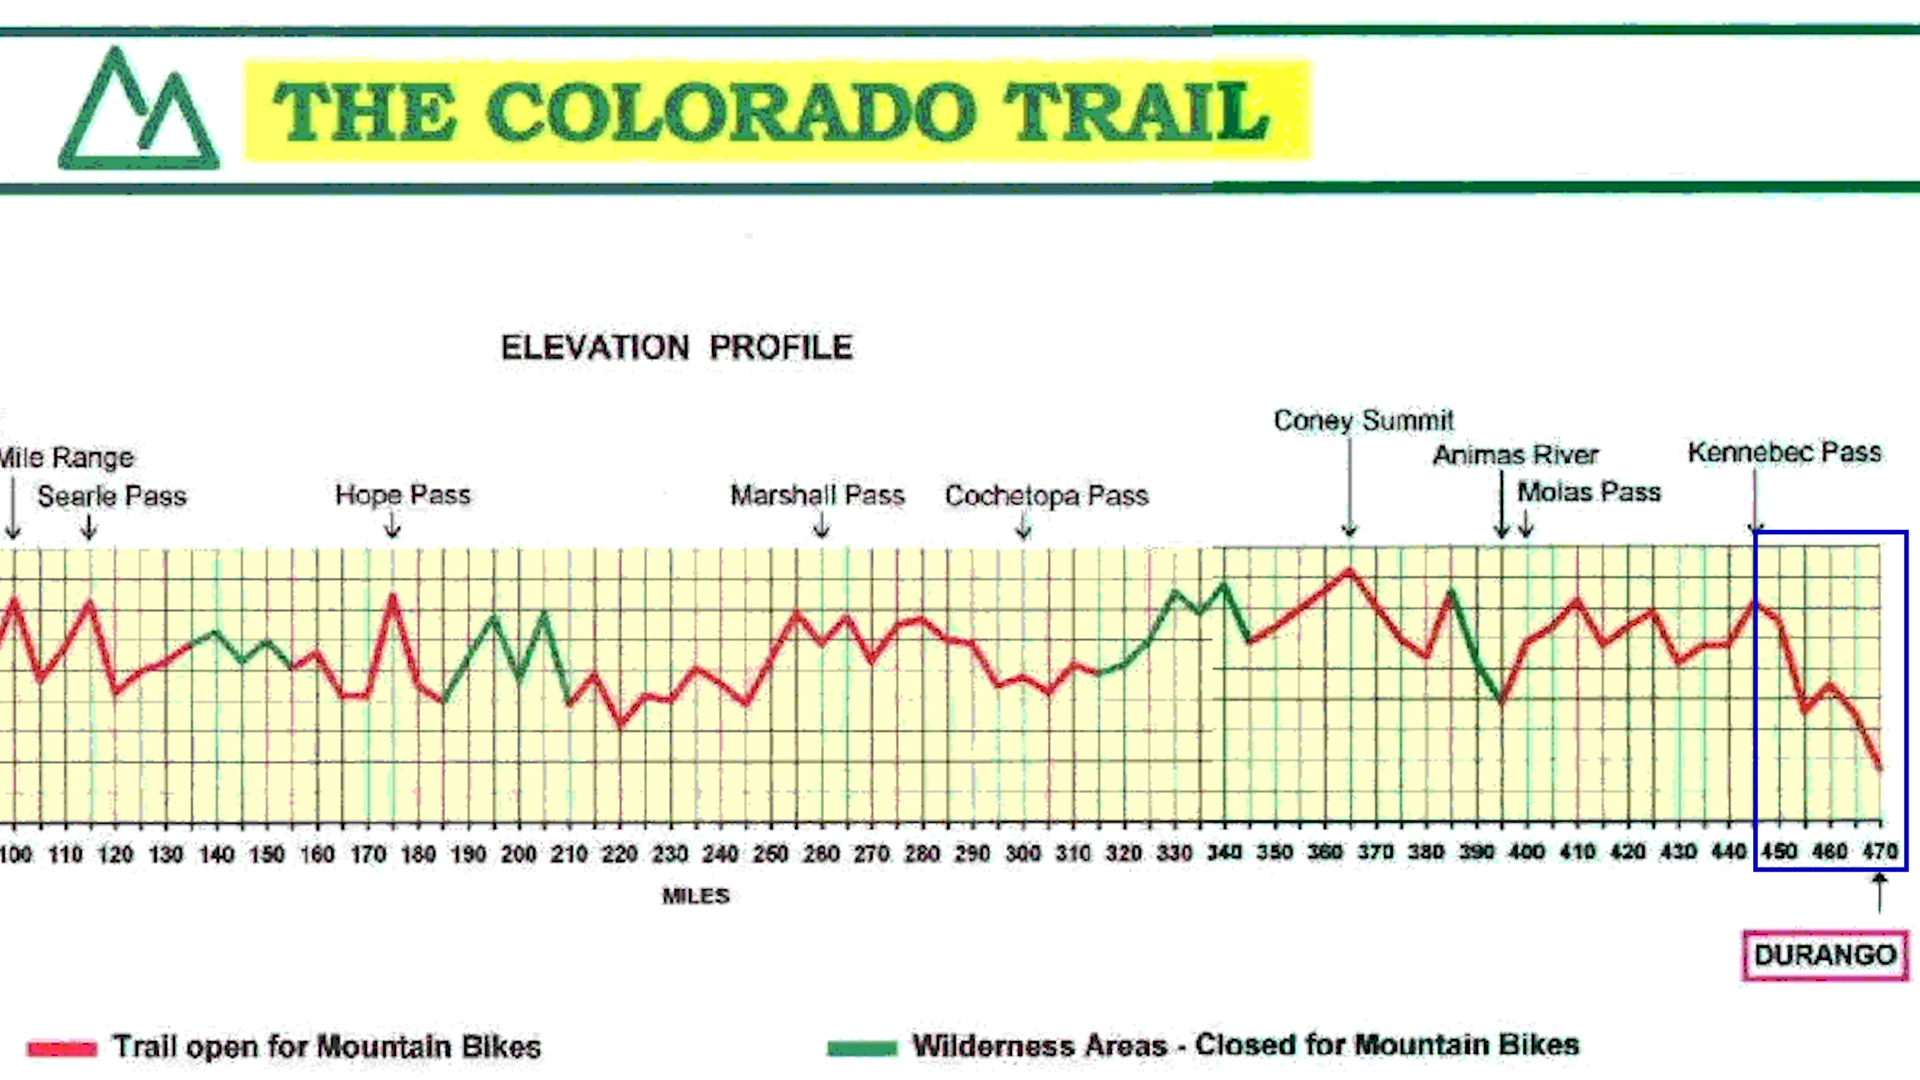 THE COLORADO TRAIL
ELEVATION PROFILE
Coney Summit
Mile Range
Animas River
Kennebec Pass
Searle Pass
Hope Pass
Marshall Pass
Cochetopa Pass
Molas Pass
100 110 120 130 140 150 160 170 180 190 200 210 220 230 240 250 260 270 280 290 300 310 320 330 340 350 360 370 380 390 400 410 420 430 440 450 460 470
MILES
DURANGO
Trail open for Mountain Bikes
Wilderness Areas - Closed for Mountain Bikes